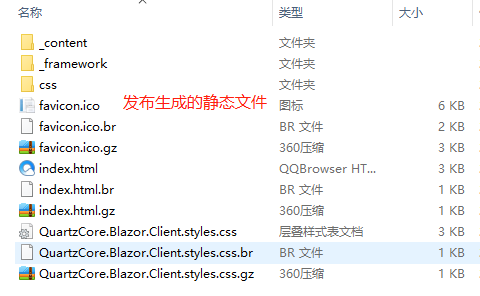 名称 类型 大小
_content 文件夹
_framework 文件夹
css 文件夹
favicon.ico 发布生成的静态文件 图标 6 KB
favicon.ico.br BR 文件 2 KB
favicon.ico.gz 360压缩 3 KB
index.html QQBrowser HT... 1 KB
index.html.br BR 文件 1 KB
index.html.gz 360压缩 1 KB
QuartzCore.Blazor.Client.styles.css 层叠样式表文档 3 KB
QuartzCore.Blazor.Client.styles.css.br BR 文件 1 KB
QuartzCore.Blazor.Client.styles.css.gz 360压缩 1 KB